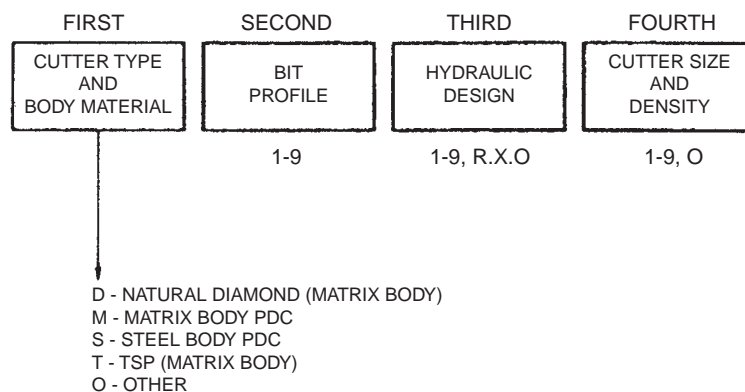 FIRST SECOND THIRD FOURTH
CUTTER TYPE
AND
BODY MATERIAL
BIT
PROFILE
HYDRAULIC
DESIGN
CUTTER SIZE
AND
DENSITY
1-9 1-9, R.X.O 1-9, O
D - NATURAL DIAMOND (MATRIX BODY)
M - MATRIX BODY PDC
S - STEEL BODY PDC
T - TSP (MATRIX BODY)
O - OTHER